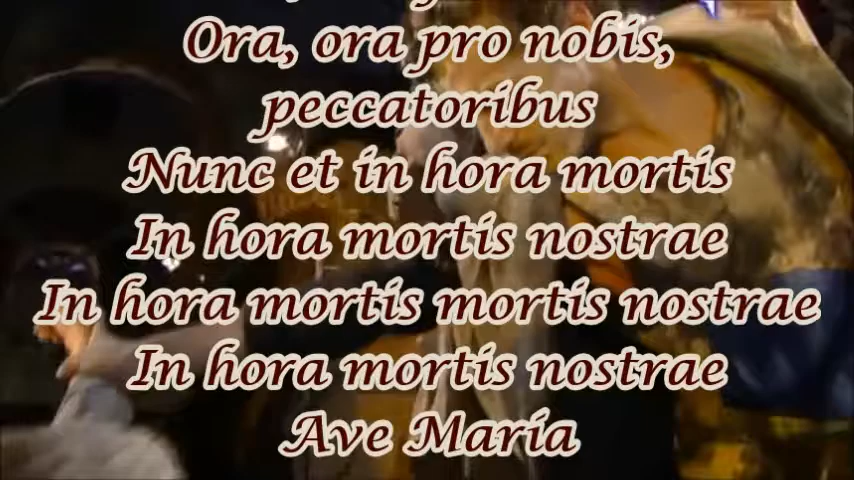 Ora, ora pro nobis,
peccatoribus
Nunc et in hora mortis
In hora mortis nostrae
In hora mortis mortis nostrae
In hora mortis nostrae
Ave Maria